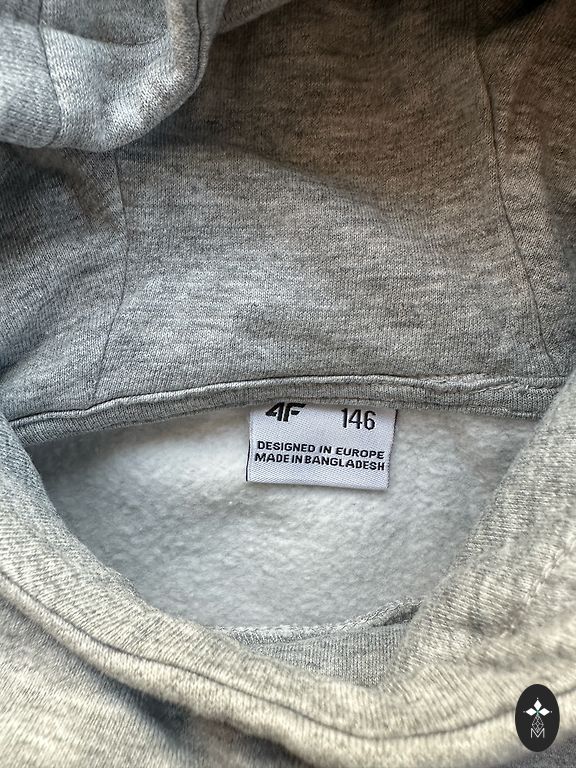 4F 146
DESIGNED IN EUROPE
MADE IN BANGLADESH
M